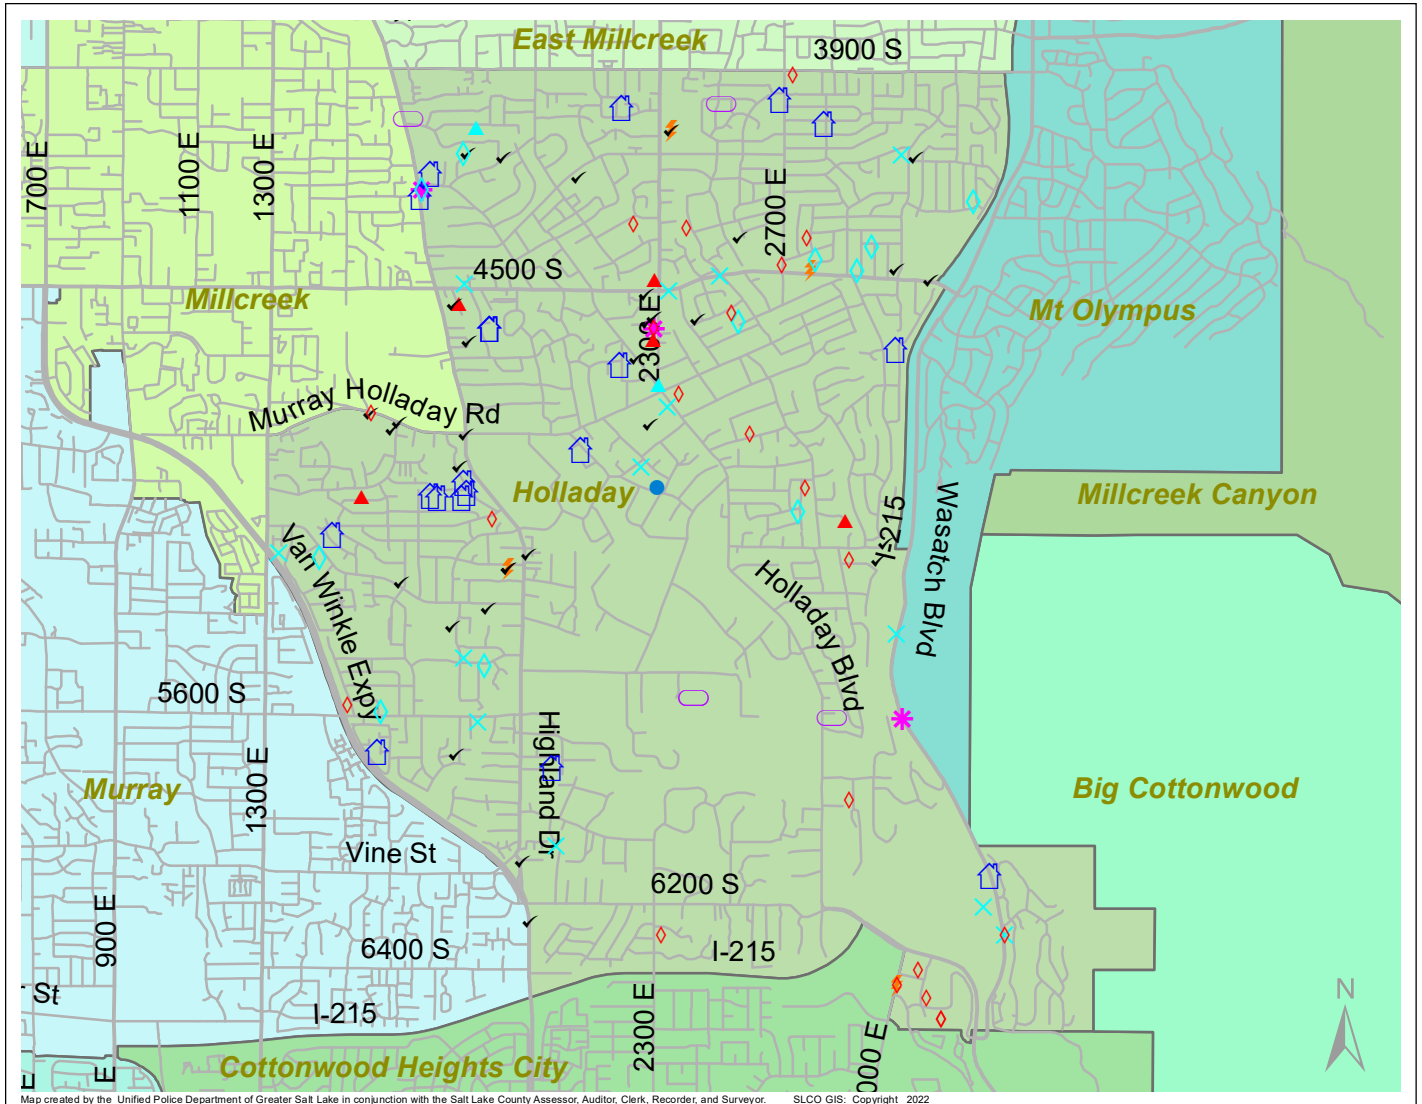 East Millcreek
3900 S
700 E
1100 E
1300 E
2700 E
4500 S
Millcreek
Mt Olympus
2300 E
Murray Holladay Rd
Holladay
Millcreek Canyon
I-215
Wasatch Blvd
Van Winkle Expy
Holladay Blvd
5600 S
Highland Dr
Murray
1300 E
Big Cottonwood
Vine St
6200 S
900 E
6400 S
I-215
St
I-215
2300 E
N
Cottonwood Heights City
E
E
000 E
Map created by the Unified Police Department of Greater Salt Lake in conjunction with the Salt Lake County Assessor, Auditor, Clerk, Recorder, and Surveyor. SLCO GIS: Copyright 2022